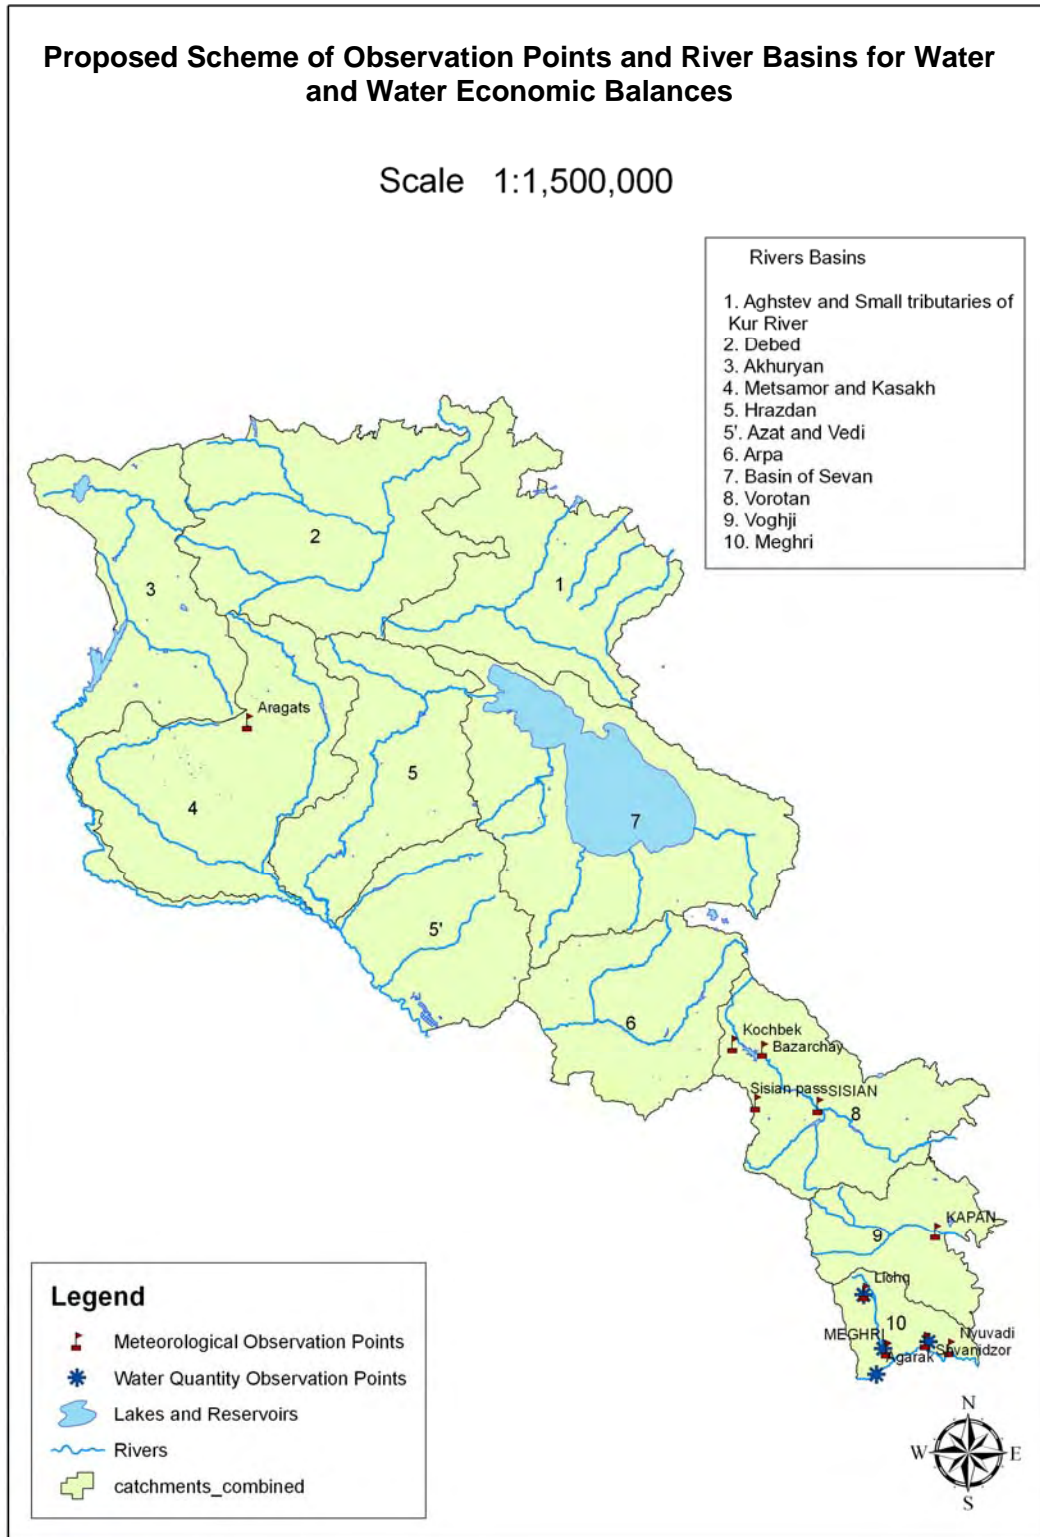 Proposed Scheme of Observation Points and River Basins for Water
and Water Economic Balances
Scale 1:1,500,000
Rivers Basins
1. Aghstev and Small tributaries of
Kur River
2. Debed
3. Akhuryan
4. Metsamor and Kasakh
5. Hrazdan
5'. Azat and Vedi
6. Arpa
7. Basin of Sevan
8. Vorotan
9. Voghji
10. Meghri
2
1
3
Aragats
5
4
7
5'
6
Kochbek
Bazarchay
Sisian pass
SISIAN
8
KAPAN
9
Lichq
10
MEGHRI
Nyuvadi
Shvanidzor
Agarak
Legend
Meteorological Observation Points
Water Quantity Observation Points
Lakes and Reservoirs
Rivers
catchments_combined
N
W
E
S